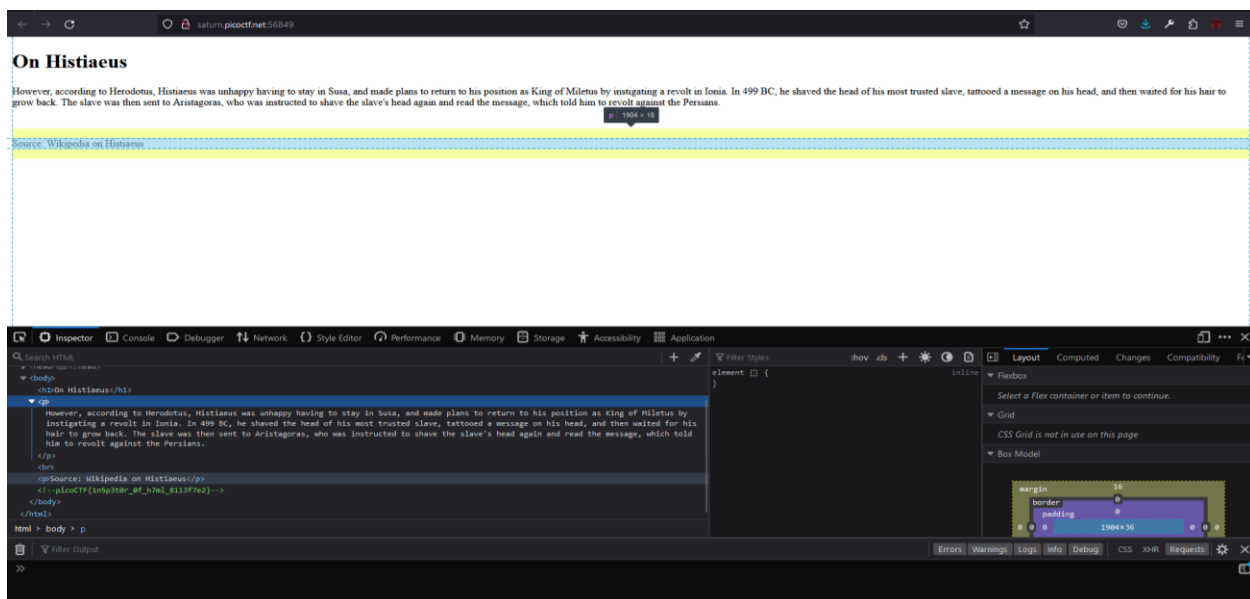 saturn.picoctf.net:56849
On Histiaeus
However, according to Herodotus, Histiaeus was unhappy having to stay in Susa, and made plans to return to his position as King of Miletus by instigating a revolt in Ionia. In 499 BC, he shaved the head of his most trusted slave, tattooed a message on his head, and then waited for his hair to
grow back. The slave was then sent to Aristagoras, who was instructed to shave the slave's head again and read the message, which told him to revolt against the Persians.
p | 1904 × 18
Source: Wikipedia on Histiaeus
Inspector Console Debugger Network Style Editor Performance Memory Storage Accessibility Application
Search HTML
Filter Styles :hov .cls
Layout Computed Changes Compatibility
<body>
<h1>On Histiaeus</h1>
<p>
However, according to Herodotus, Histiaeus was unhappy having to stay in Susa, and made plans to return to his position as King of Miletus by
instigating a revolt in Ionia. In 499 BC, he shaved the head of his most trusted slave, tattooed a message on his head, and then waited for his
hair to grow back. The slave was then sent to Aristagoras, who was instructed to shave the slave's head again and read the message, which told
him to revolt against the Persians.
</p>
<br>
<p>Source: Wikipedia on Histiaeus</p>
<!--picoCTF{1n5p3t0r_0f_h7ml_8113f7e2}-->
</body>
</html>
html > body > p
element {
inline
}
Flexbox
Select a Flex container or item to continue.
Grid
CSS Grid is not in use on this page
Box Model
margin 16
border 0
padding 0
0 0 0 1904×36 0 0 0
Filter Output
Errors Warnings Logs Info Debug CSS XHR Requests